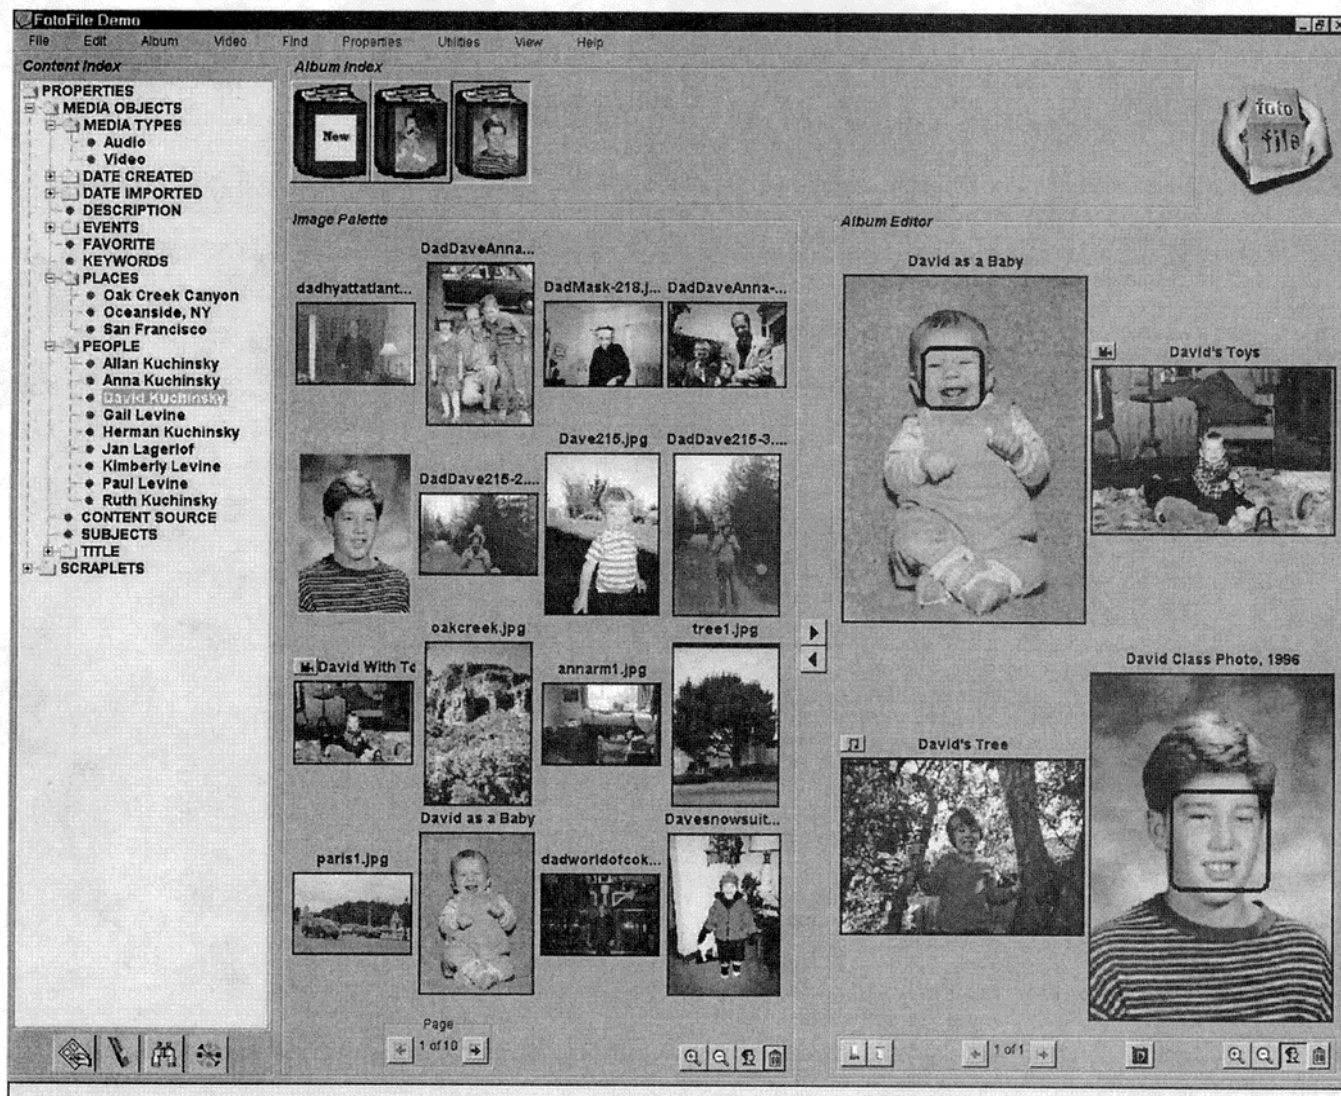 FotoFile Demo
File Edit Album Video Find Properties Utilities View Help
Content Index
PROPERTIES
MEDIA OBJECTS
MEDIA TYPES
Audio
Video
DATE CREATED
DATE IMPORTED
DESCRIPTION
EVENTS
FAVORITE
KEYWORDS
PLACES
Oak Creek Canyon
Oceanside, NY
San Francisco
PEOPLE
Allan Kuchinsky
Anna Kuchinsky
David Kuchinsky
Gail Levine
Herman Kuchinsky
Jan Lagerlof
Kimberly Levine
Paul Levine
Ruth Kuchinsky
CONTENT SOURCE
SUBJECTS
TITLE
SCRAPLETS
Album Index
New
foto
file
Image Palette
dadhyattatlant...
DadDaveAnna...
DadMask-218.j...
DadDaveAnna-...
DadDave215-2....
Dave215.jpg
DadDave215-3....
David With To
oakcreek.jpg
annarm1.jpg
tree1.jpg
paris1.jpg
David as a Baby
dadworldofcok...
Davesnowsuit...
Page
1 of 10
Album Editor
David as a Baby
David's Toys
David's Tree
David Class Photo, 1996
1 of 1